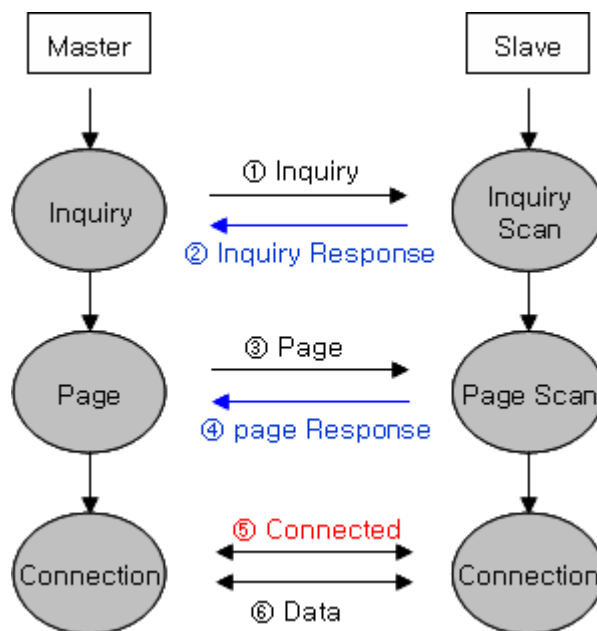 Master
Slave
① Inquiry
Inquiry
Inquiry
Scan
② Inquiry Response
③ Page
Page
Page Scan
④ page Response
⑤ Connected
Connection
Connection
⑥ Data